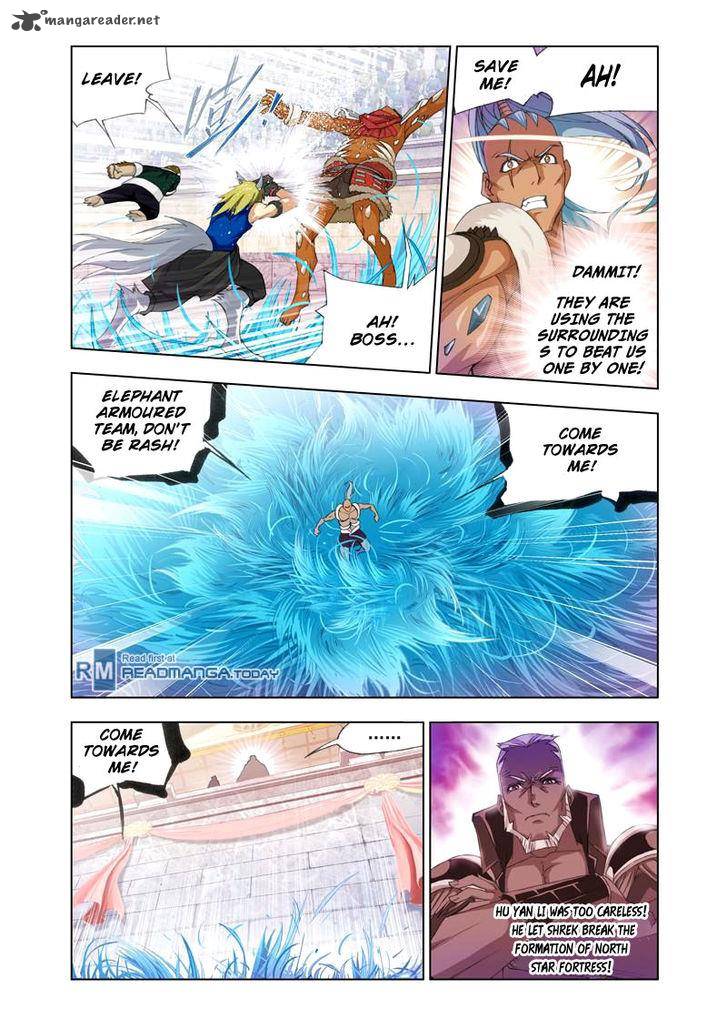 mangareader.net
LEAVE!
嘭
AH!
BOSS...
SAVE
ME!
AH!
DAMMIT!
THEY ARE
USING THE
SURROUNDING
S TO BEAT US
ONE BY ONE!
ELEPHANT
ARMOURED
TEAM, DON'T
BE RASH!
COME
TOWARDS
ME!
RM Read first at
READMANGA.TODAY
COME
TOWARDS
ME!
......
HU YAN LI WAS TOO CARELESS!
HE LET SHREK BREAK THE
FORMATION OF NORTH
STAR FORTRESS!